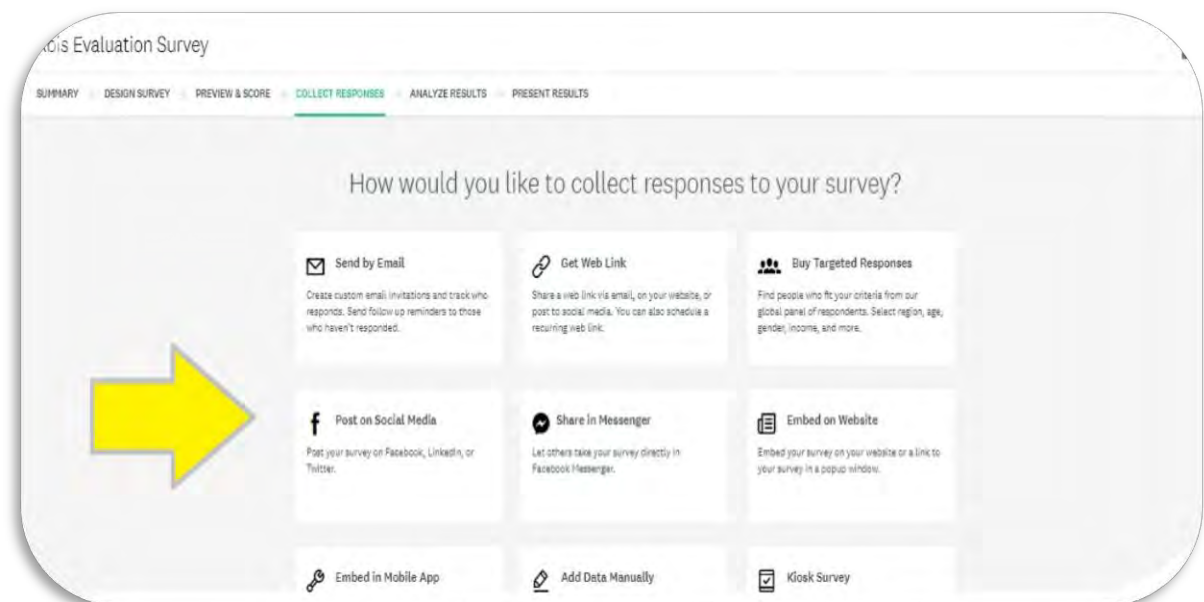 Evaluation Survey
SUMMARY DESIGN SURVEY PREVIEW & SCORE COLLECT RESPONSES ANALYZE RESULTS PRESENT RESULTS
How would you like to collect responses to your survey?
Send by Email
Create custom email invitations and track who
responds. Send follow up reminders to those
who haven't responded.
Get Web Link
Share a web link via email, on your website, or
post to social media. You can also schedule a
recurring web link.
Buy Targeted Responses
Find people who fit your criteria from our
global panel of respondents. Select region, age,
gender, income, and more.
Post on Social Media
Post your survey on Facebook, LinkedIn, or
Twitter.
Share in Messenger
Let others take your survey directly in
Facebook Messenger.
Embed on Website
Embed your survey on your website or a link to
your survey in a popup window.
Embed in Mobile App
Add Data Manually
Kiosk Survey